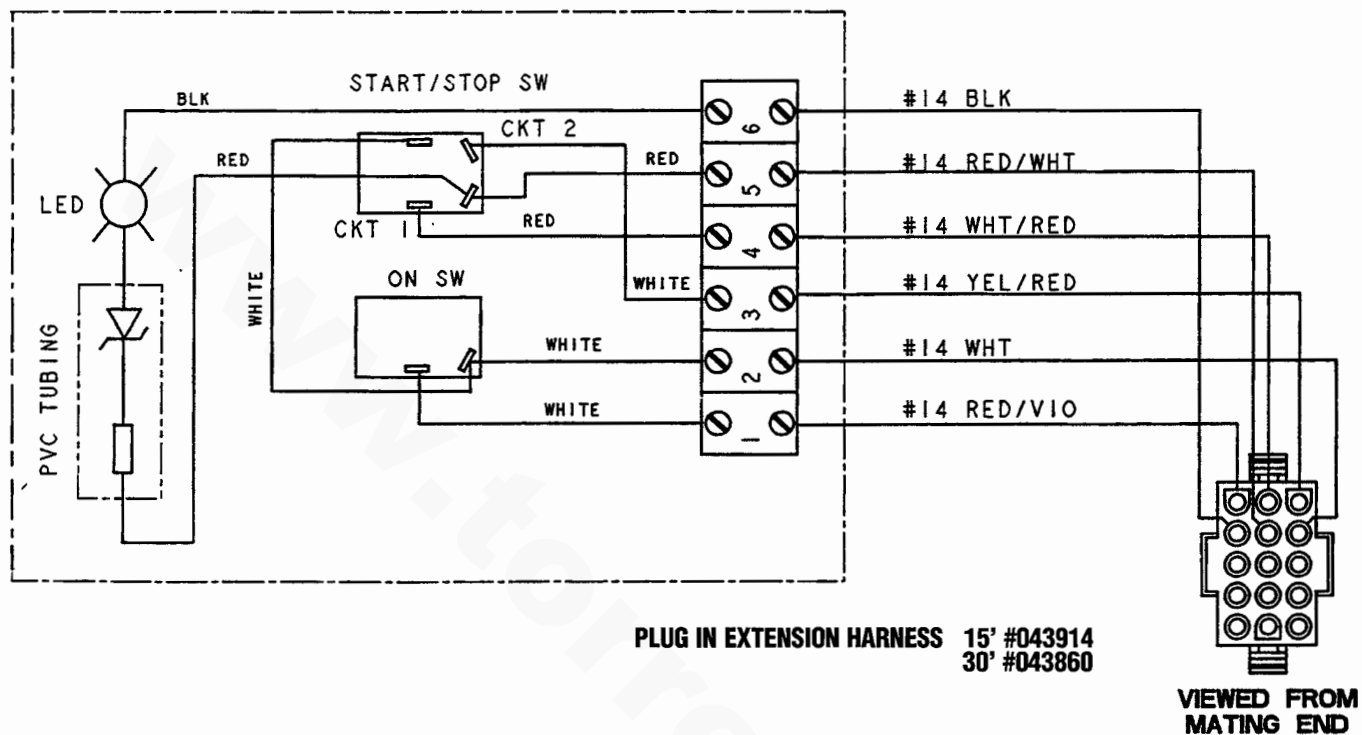 START/STOP SW
BLK
#14 BLK
6
CKT 2
RED
RED
#14 RED/WHT
5
LED
CKT 1
RED
#14 WHT/RED
4
WHITE
ON SW
WHITE
#14 YEL/RED
3
PVC TUBING
WHITE
#14 WHT
2
WHITE
#14 RED/VIO
1
PLUG IN EXTENSION HARNESS 15' #043914
30' #043860
VIEWED FROM
MATING END
www.torre